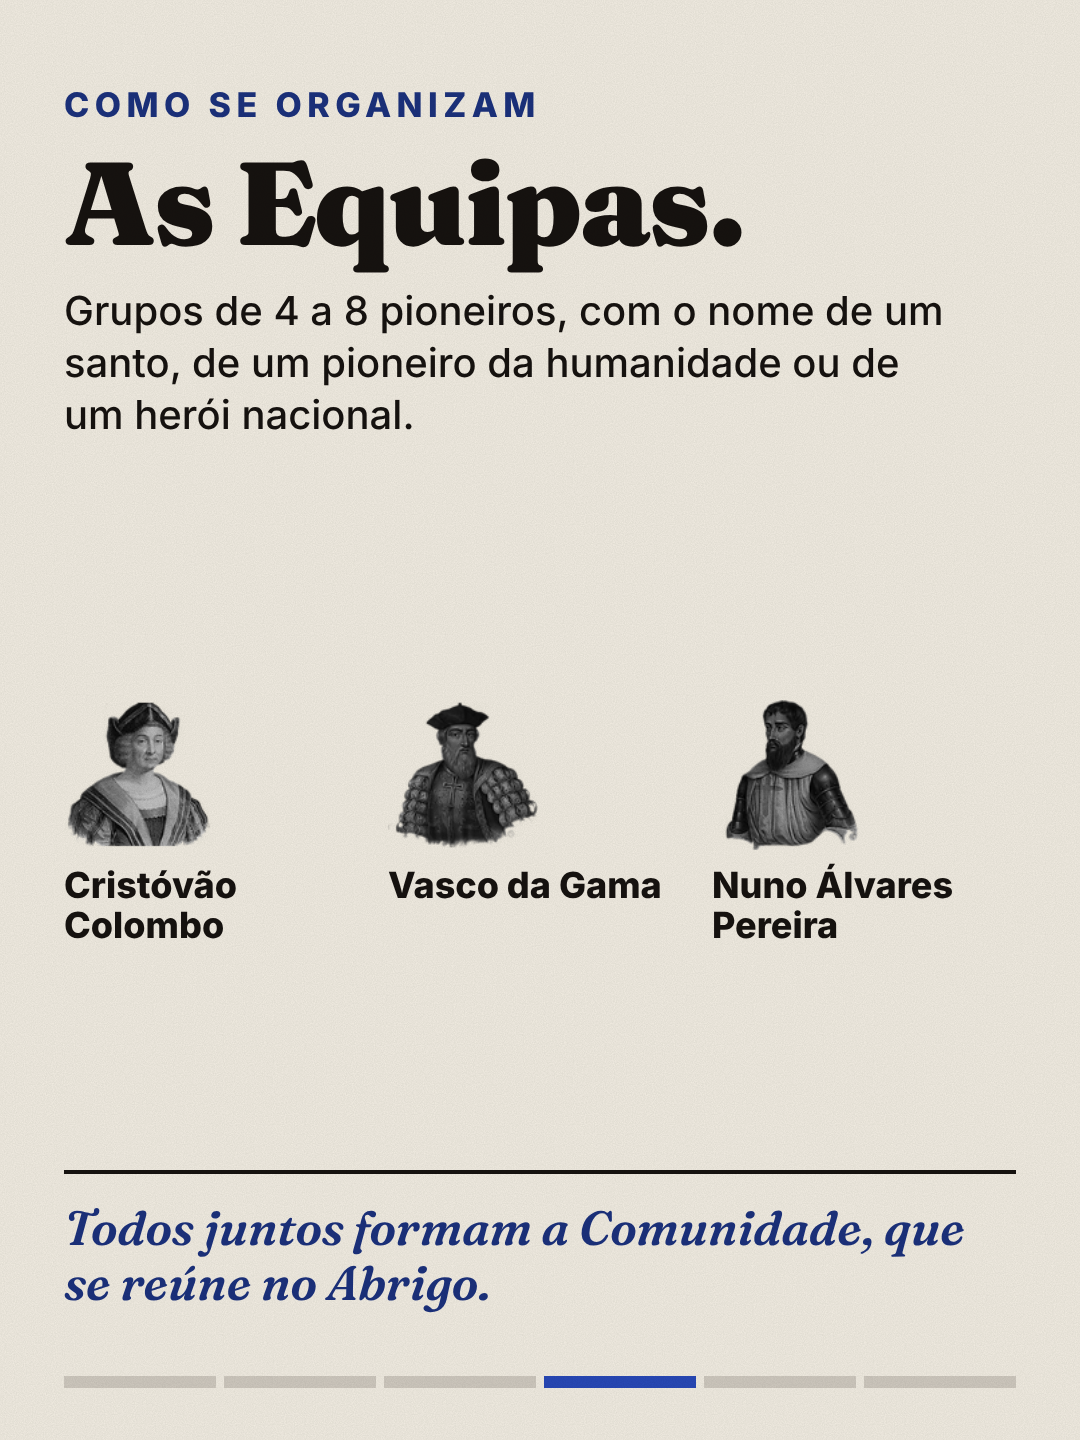 COMO SE ORGANIZAM
As Equipas.
Grupos de 4 a 8 pioneiros, com o nome de um
santo, de um pioneiro da humanidade ou de
um herói nacional.
Cristóvão
Colombo
Vasco da Gama
Nuno Álvares
Pereira
Todos juntos formam a Comunidade, que
se reúne no Abrigo.